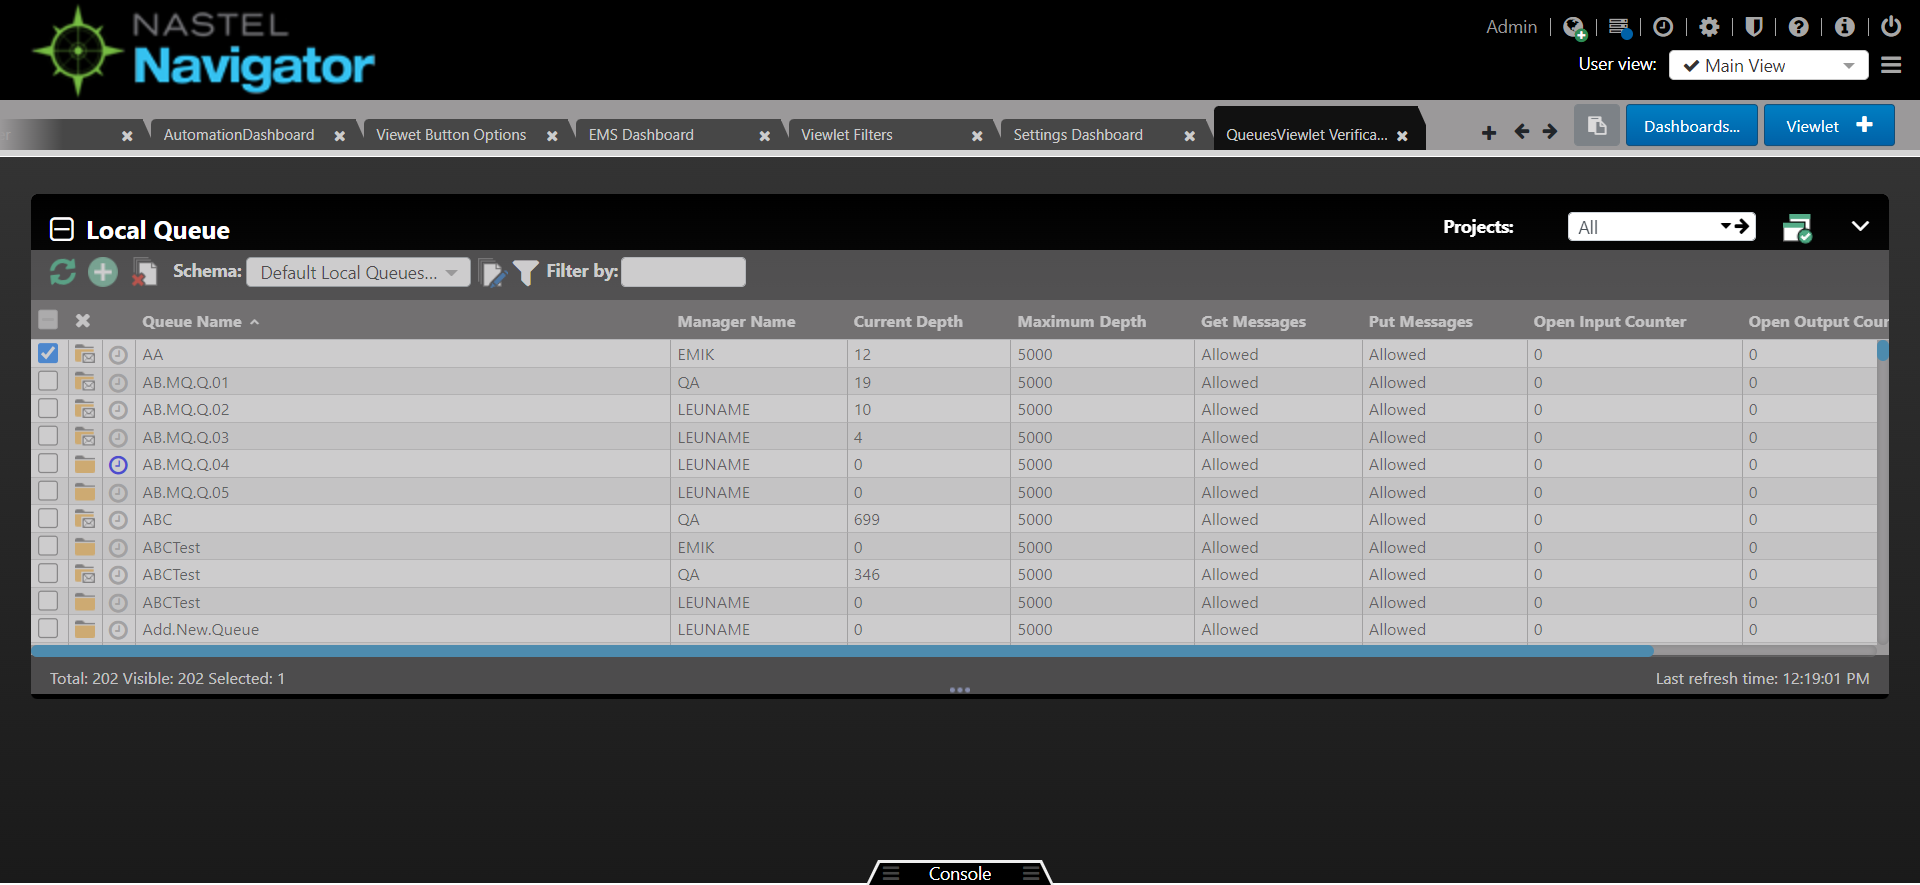 NASTEL
Navigator
Admin
User view: Main View
AutomationDashboard
Viewet Button Options
EMS Dashboard
Viewlet Filters
Settings Dashboard
QueuesViewlet Verifica...
Dashboards...
Viewlet
Local Queue
Projects: All
Schema: Default Local Queues... Filter by:
Queue Name Manager Name Current Depth Maximum Depth Get Messages Put Messages Open Input Counter Open Output Coun
AA EMIK 12 5000 Allowed Allowed 0 0
AB.MQ.Q.01 QA 19 5000 Allowed Allowed 0 0
AB.MQ.Q.02 LEUNAME 10 5000 Allowed Allowed 0 0
AB.MQ.Q.03 LEUNAME 4 5000 Allowed Allowed 0 0
AB.MQ.Q.04 LEUNAME 0 5000 Allowed Allowed 0 0
AB.MQ.Q.05 LEUNAME 0 5000 Allowed Allowed 0 0
ABC QA 699 5000 Allowed Allowed 0 0
ABCTest EMIK 0 5000 Allowed Allowed 0 0
ABCTest QA 346 5000 Allowed Allowed 0 0
ABCTest LEUNAME 0 5000 Allowed Allowed 0 0
Add.New.Queue LEUNAME 0 5000 Allowed Allowed 0 0
Total: 202 Visible: 202 Selected: 1
Last refresh time: 12:19:01 PM
Console